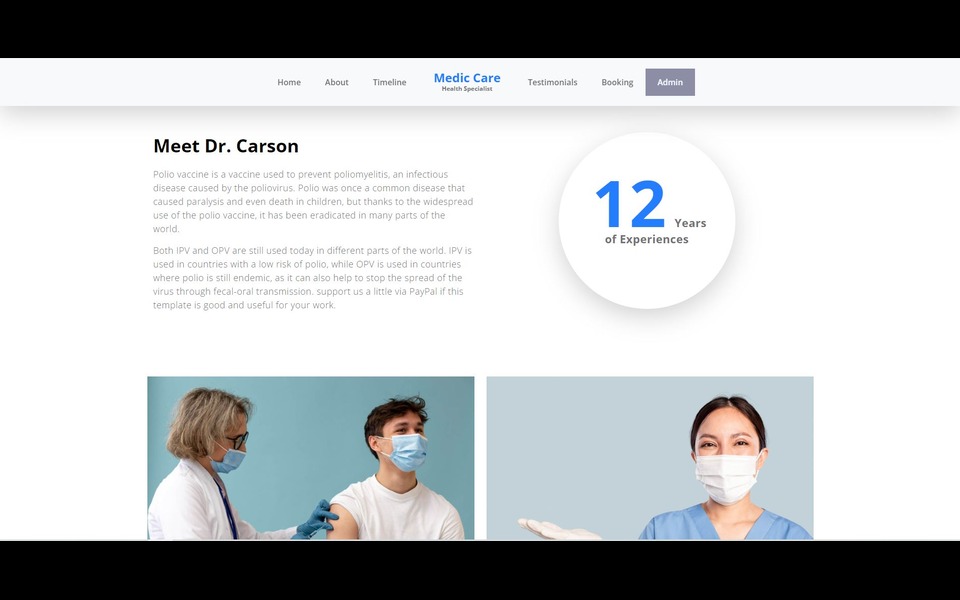 Home About Timeline Medic Care Testimonials Booking Admin
Health Specialist
Meet Dr. Carson
Polio vaccine is a vaccine used to prevent poliomyelitis, an infectious
disease caused by the poliovirus. Polio was once a common disease that
caused paralysis and even death in children, but thanks to the widespread
use of the polio vaccine, it has been eradicated in many parts of the
world.
Both IPV and OPV are still used today in different parts of the world. IPV is
used in countries with a low risk of polio, while OPV is used in countries
where polio is still endemic, as it can also help to stop the spread of the
virus through fecal-oral transmission. support us a little via PayPal if this
template is good and useful for your work.
12 Years
of Experiences